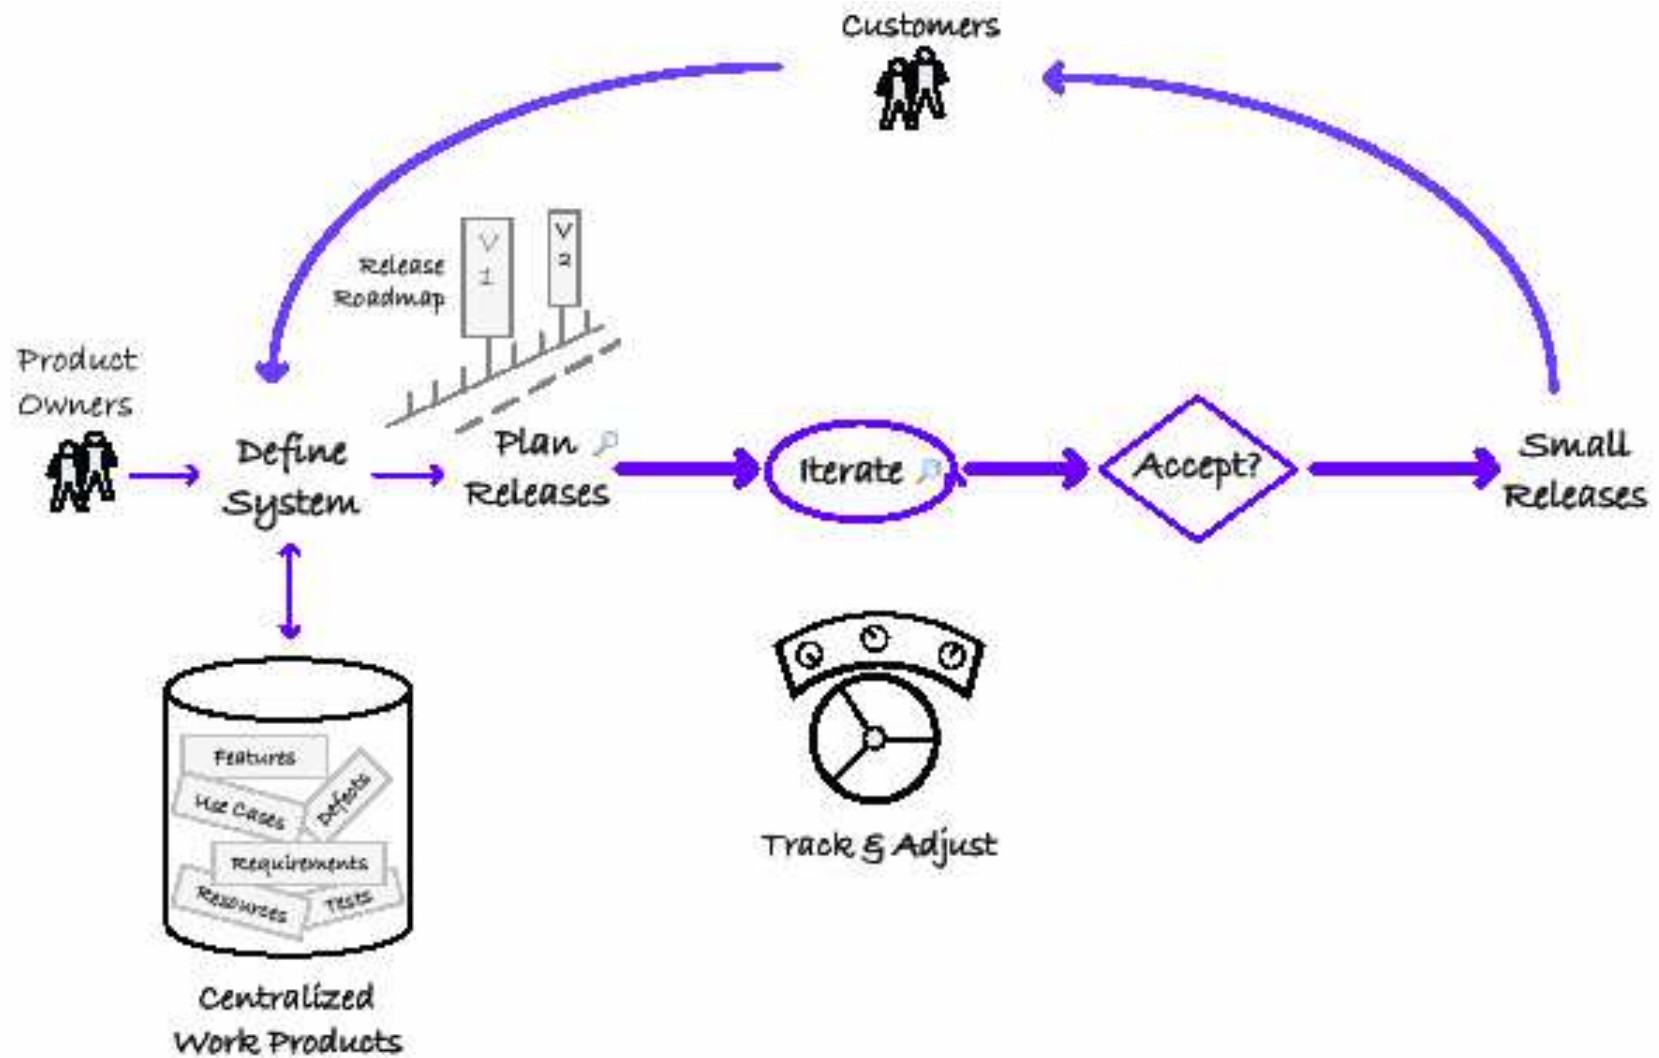 Customers
Release
Roadmap
V
1
V
2
Product
Owners
Define
System
Plan
Releases
Iterate
Accept?
Small
Releases
Features
Use Cases
Defects
Requirements
Resources
Tests
Track & Adjust
Centralized
Work Products